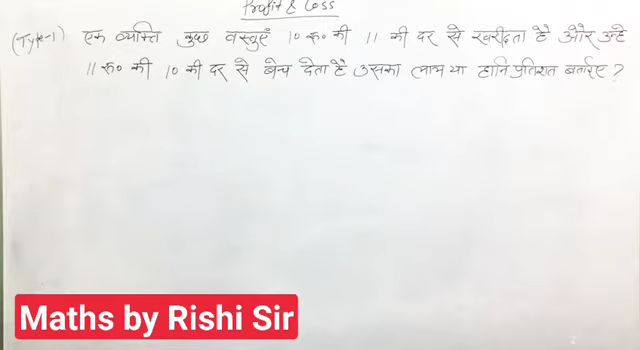 Profit & Loss
(Type-1) एक व्यक्ति कुछ वस्तुएँ 10 रू० की 11 की दर से खरीदता है और उन्हे
11 रू० की 10 की दर से बेच देता है उसका लाभ या हानि प्रतिशत बताइए ?
Maths by Rishi Sir